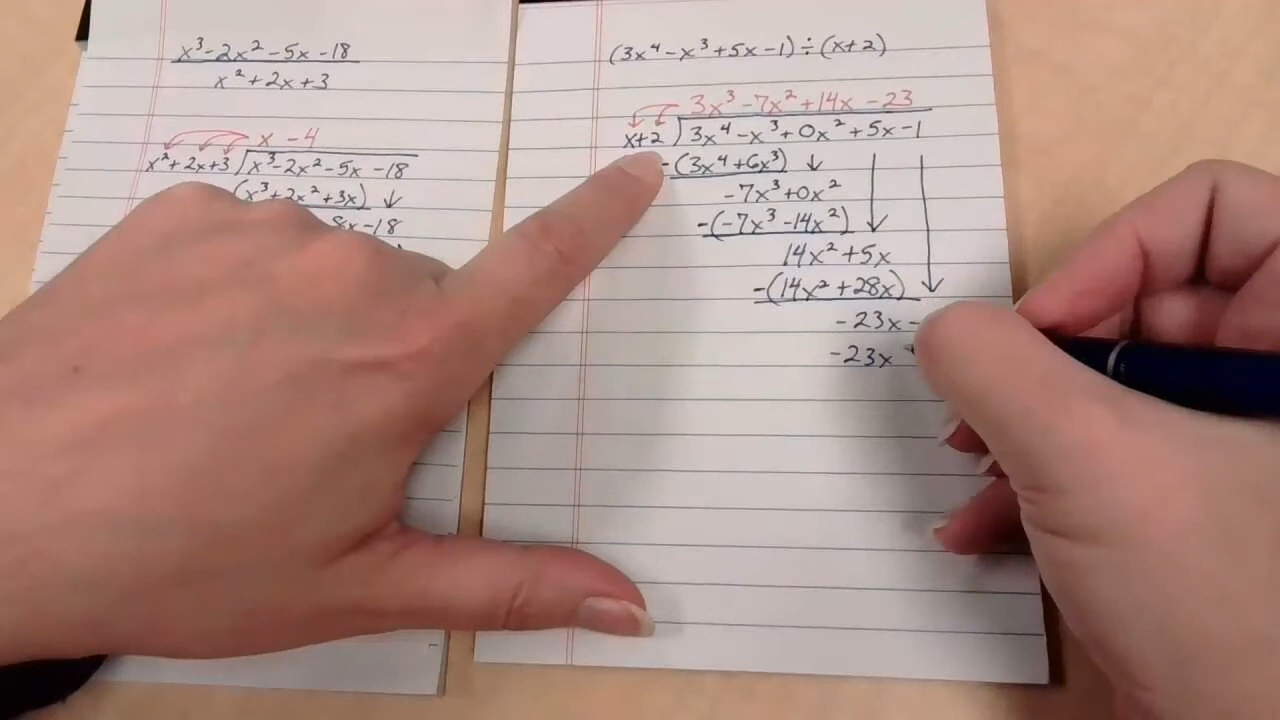 x³-2x²-5x-18
x²+2x+3
x-4
x²+2x+3 x³-2x²-5x-18
(x³+2x²+3x)
8x-18
(3x⁴-x³+5x-1)÷(x+2)
3x³-7x²+14x-23
x+2 3x⁴-x³+0x²+5x-1
-(3x⁴+6x³)
-7x³+0x²
-(-7x³-14x²)
14x²+5x
-(14x²+28x)
-23x-
-23x